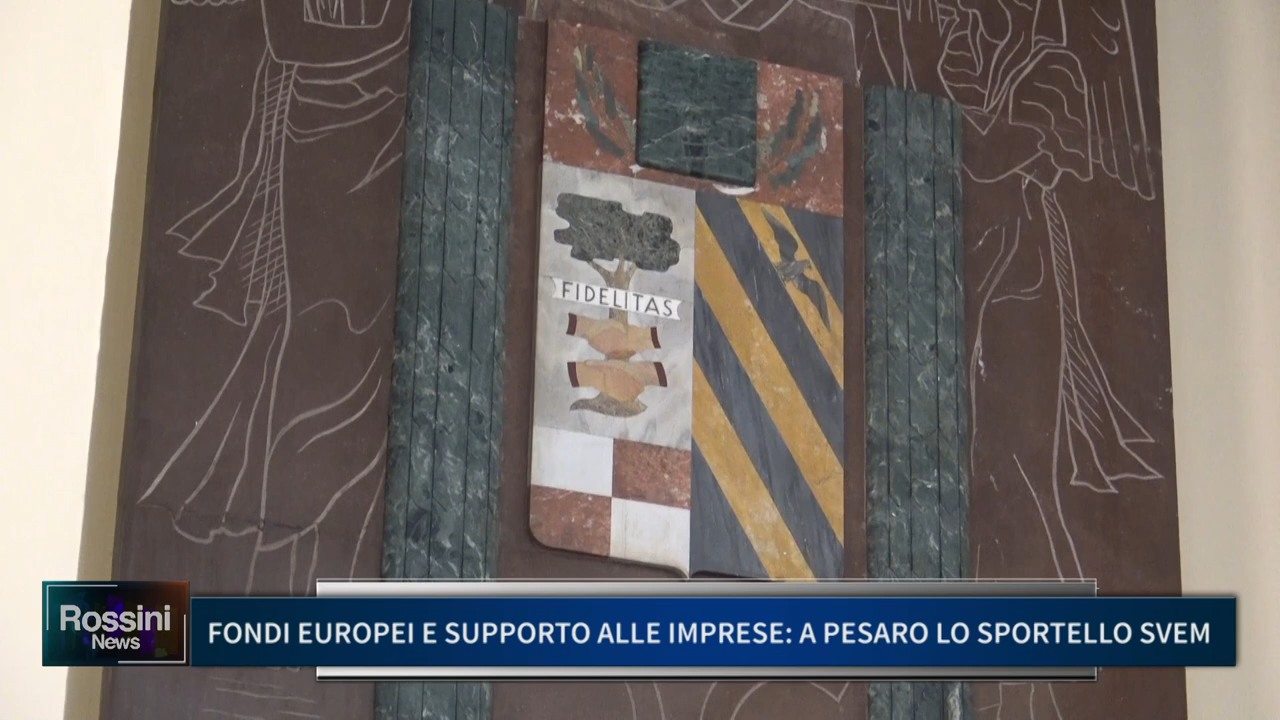 FIDELITAS
Rossini
News
FONDI EUROPEI E SUPPORTO ALLE IMPRESE: A PESARO LO SPORTELLO SVEM